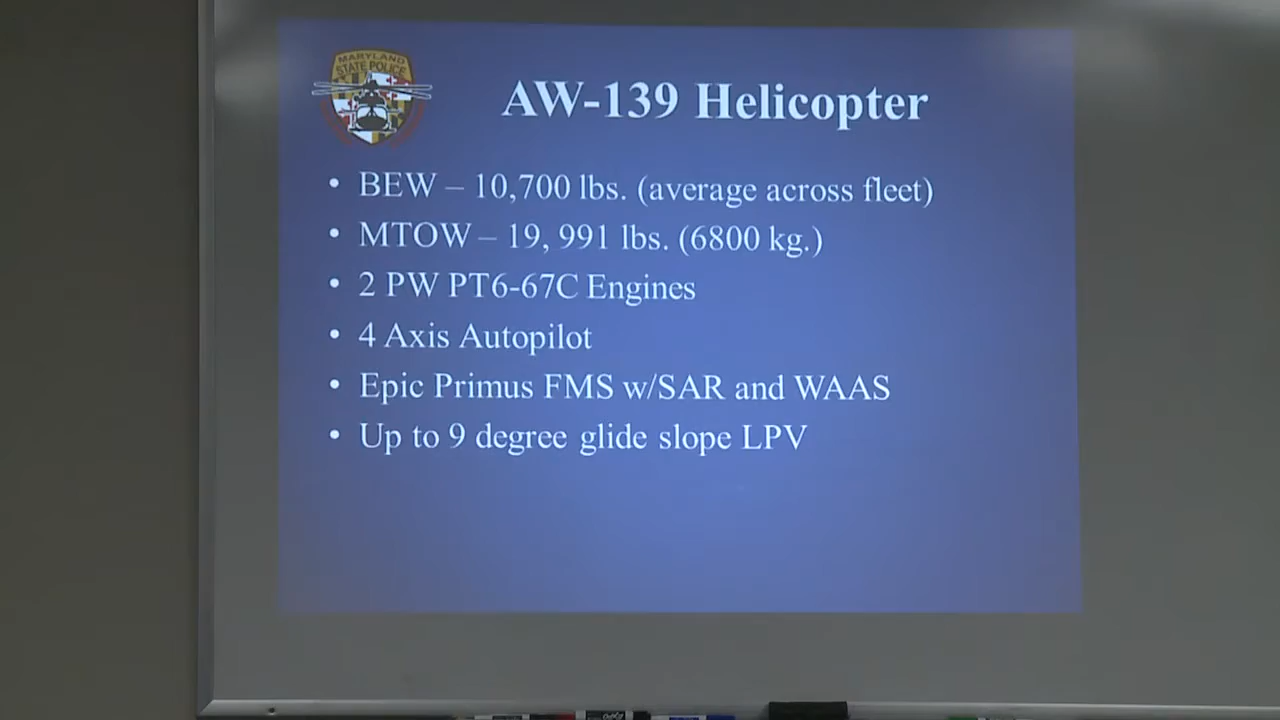 MARYLAND
STATE POLICE
AW-139 Helicopter
• BEW – 10,700 lbs. (average across fleet)
• MTOW – 19, 991 lbs. (6800 kg.)
• 2 PW PT6-67C Engines
• 4 Axis Autopilot
• Epic Primus FMS w/SAR and WAAS
• Up to 9 degree glide slope LPV